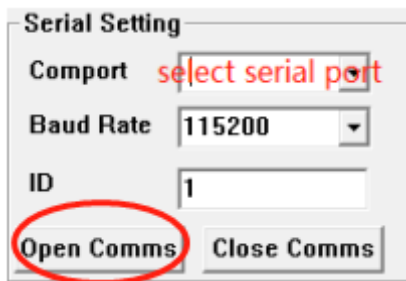 Serial Setting
Comport select serial port
Baud Rate 115200
ID 1
Open Comms Close Comms